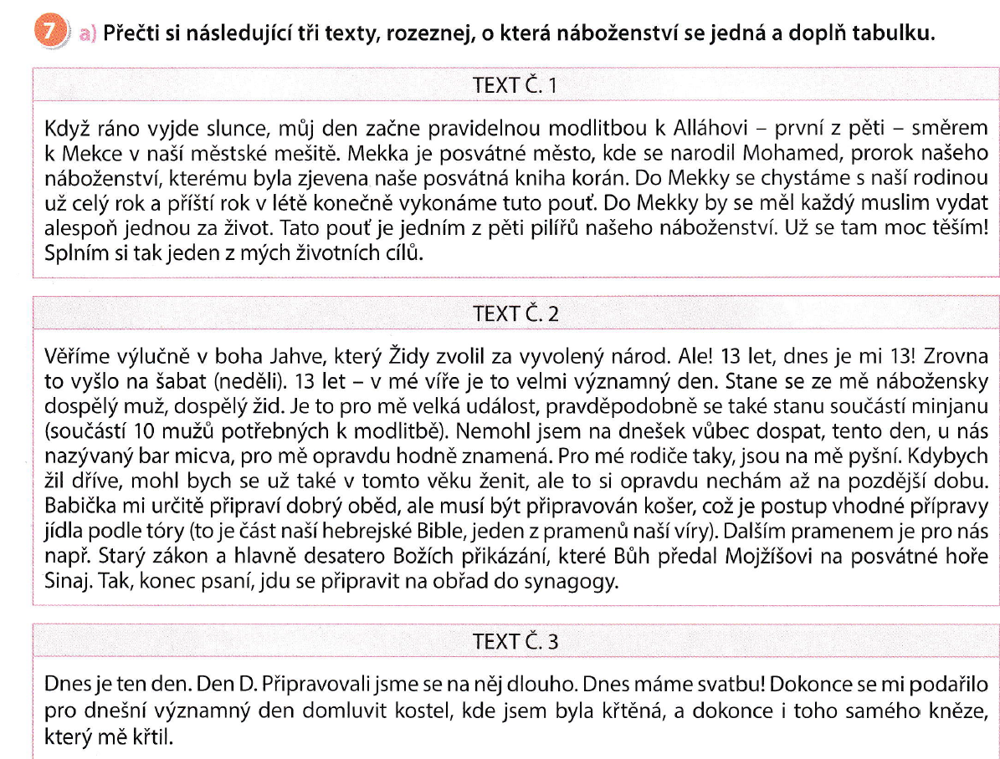 7 a) Přečti si následující tři texty, rozeznej, o která náboženství se jedná a doplň tabulku.
TEXT Č. 1
Když ráno vyjde slunce, můj den začne pravidelnou modlitbou k Alláhovi – první z pěti – směrem
k Mekce v naší městské mešitě. Mekka je posvátné město, kde se narodil Mohamed, prorok našeho
náboženství, kterému byla zjevena naše posvátná kniha korán. Do Mekky se chystáme s naší rodinou
už celý rok a příští rok v létě konečně vykonáme tuto pouť. Do Mekky by se měl každý muslim vydat
alespoň jednou za život. Tato pouť je jedním z pěti pilířů našeho náboženství. Už se tam moc těším!
Splním si tak jeden z mých životních cílů.
TEXT Č. 2
Věříme výlučně v boha Jahve, který Židy zvolil za vyvolený národ. Ale! 13 let, dnes je mi 13! Zrovna
to vyšlo na šabat (neděli). 13 let – v mé víře je to velmi významný den. Stane se ze mě nábožensky
dospělý muž, dospělý žid. Je to pro mě velká událost, pravděpodobně se také stanu součástí minjanu
(součástí 10 mužů potřebných k modlitbě). Nemohl jsem na dnešek vůbec dospat, tento den, u nás
nazývaný bar micva, pro mě opravdu hodně znamená. Pro mé rodiče taky, jsou na mě pyšní. Kdybych
žil dříve, mohl bych se už také v tomto věku ženit, ale to si opravdu nechám až na pozdější dobu.
Babička mi určitě připraví dobrý oběd, ale musí být připravován košer, což je postup vhodné přípravy
jídla podle tóry (to je část naší hebrejské Bible, jeden z pramenů naší víry). Dalším pramenem je pro nás
např. Starý zákon a hlavně desatero Božích přikázání, které Bůh předal Mojžíšovi na posvátné hoře
Sinaj. Tak, konec psaní, jdu se připravit na obřad do synagogy.
TEXT Č. 3
Dnes je ten den. Den D. Připravovali jsme se na něj dlouho. Dnes máme svatbu! Dokonce se mi podařilo
pro dnešní významný den domluvit kostel, kde jsem byla křtěná, a dokonce i toho samého kněze,
který mě křtil.